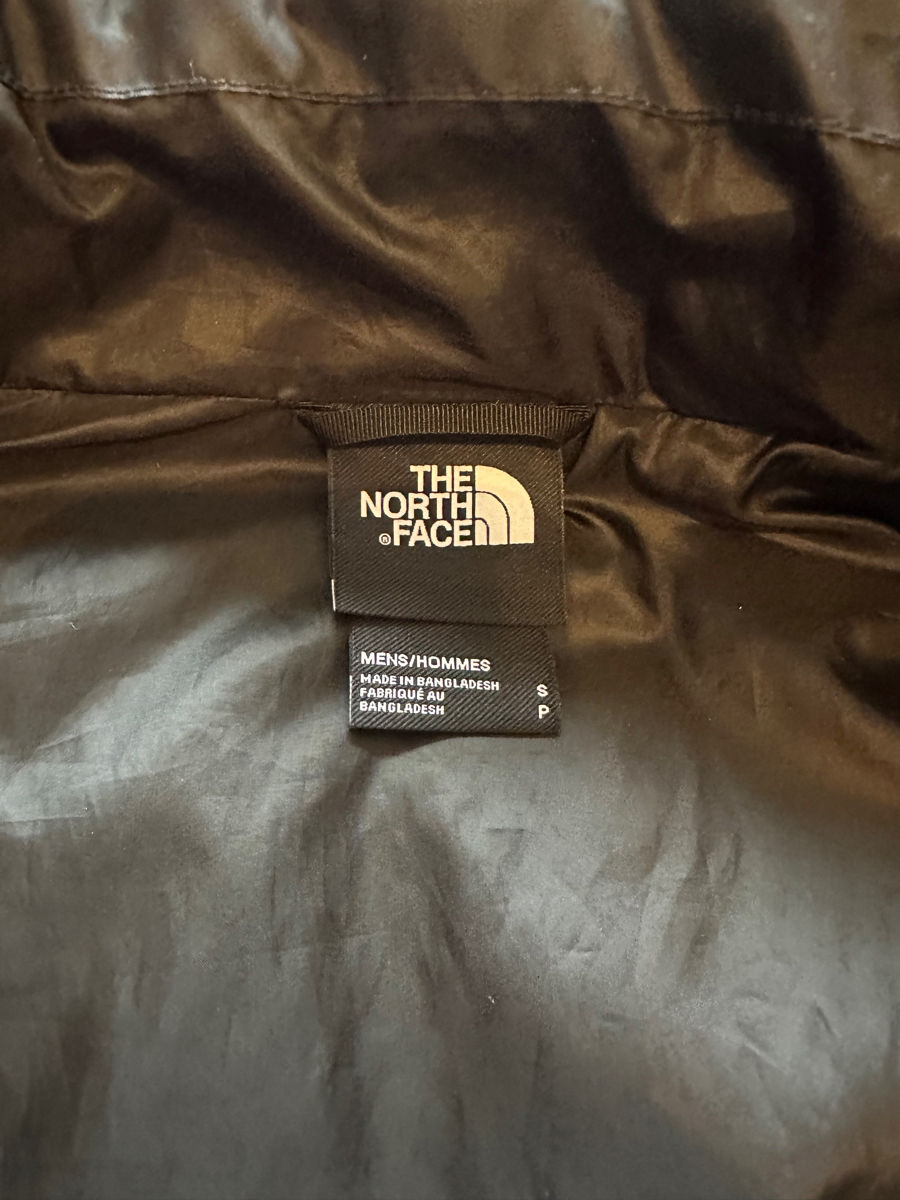 THE
NORTH
®FACE
MENS/HOMMES
MADE IN BANGLADESH
FABRIQUÉ AU
BANGLADESH
S
P